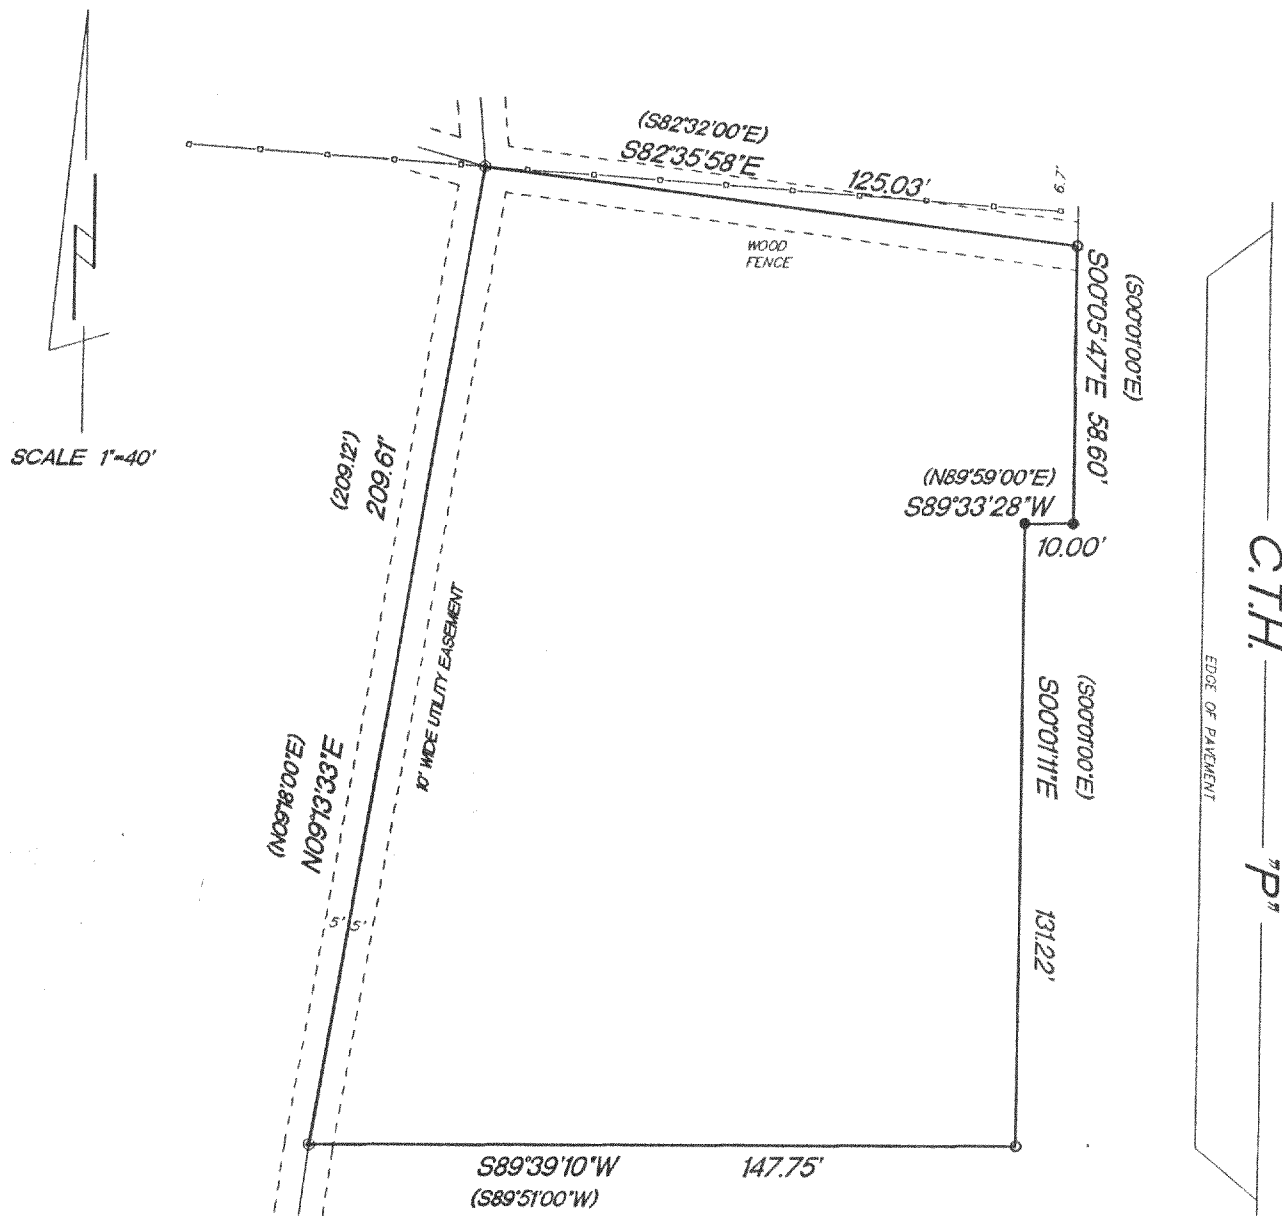 (S82°32'00"E)
S82°35'58"E
125.03'
6.7'
WOOD
FENCE
(S00°01'00"E)
S00°05'47"E 58.60'
SCALE 1"=40'
(209.12')
209.61'
(N89°59'00"E)
S89°33'28"W
10.00'
C.T.H. "P"
EDGE OF PAVEMENT
10' WIDE UTILITY EASEMENT
(S00°01'00"E)
S00°01'11"E
131.22'
(N09°18'00"E)
N09°13'33"E
5' 5'
S89°39'10"W
147.75'
(S89°51'00"W)